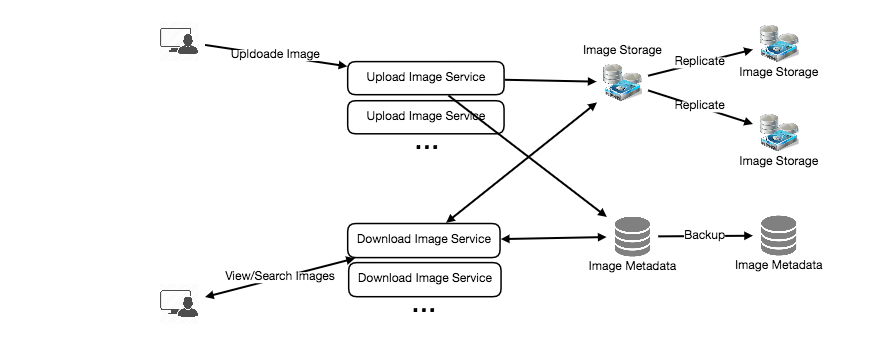 Upldoade Image
Upload Image Service
Upload Image Service
...
Image Storage
Replicate
Replicate
Image Storage
Image Storage
View/Search Images
Download Image Service
Download Image Service
...
Image Metadata
Backup
Image Metadata